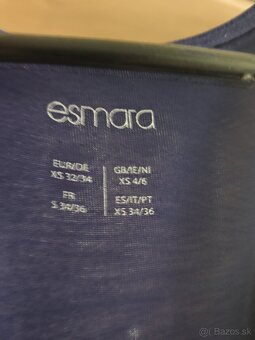 esmara
EUR/DE
XS 32/34
GB/IE/NI
XS 4/6
FR
S 34/36
ES/IT/PT
XS 34/36
bazos.sk